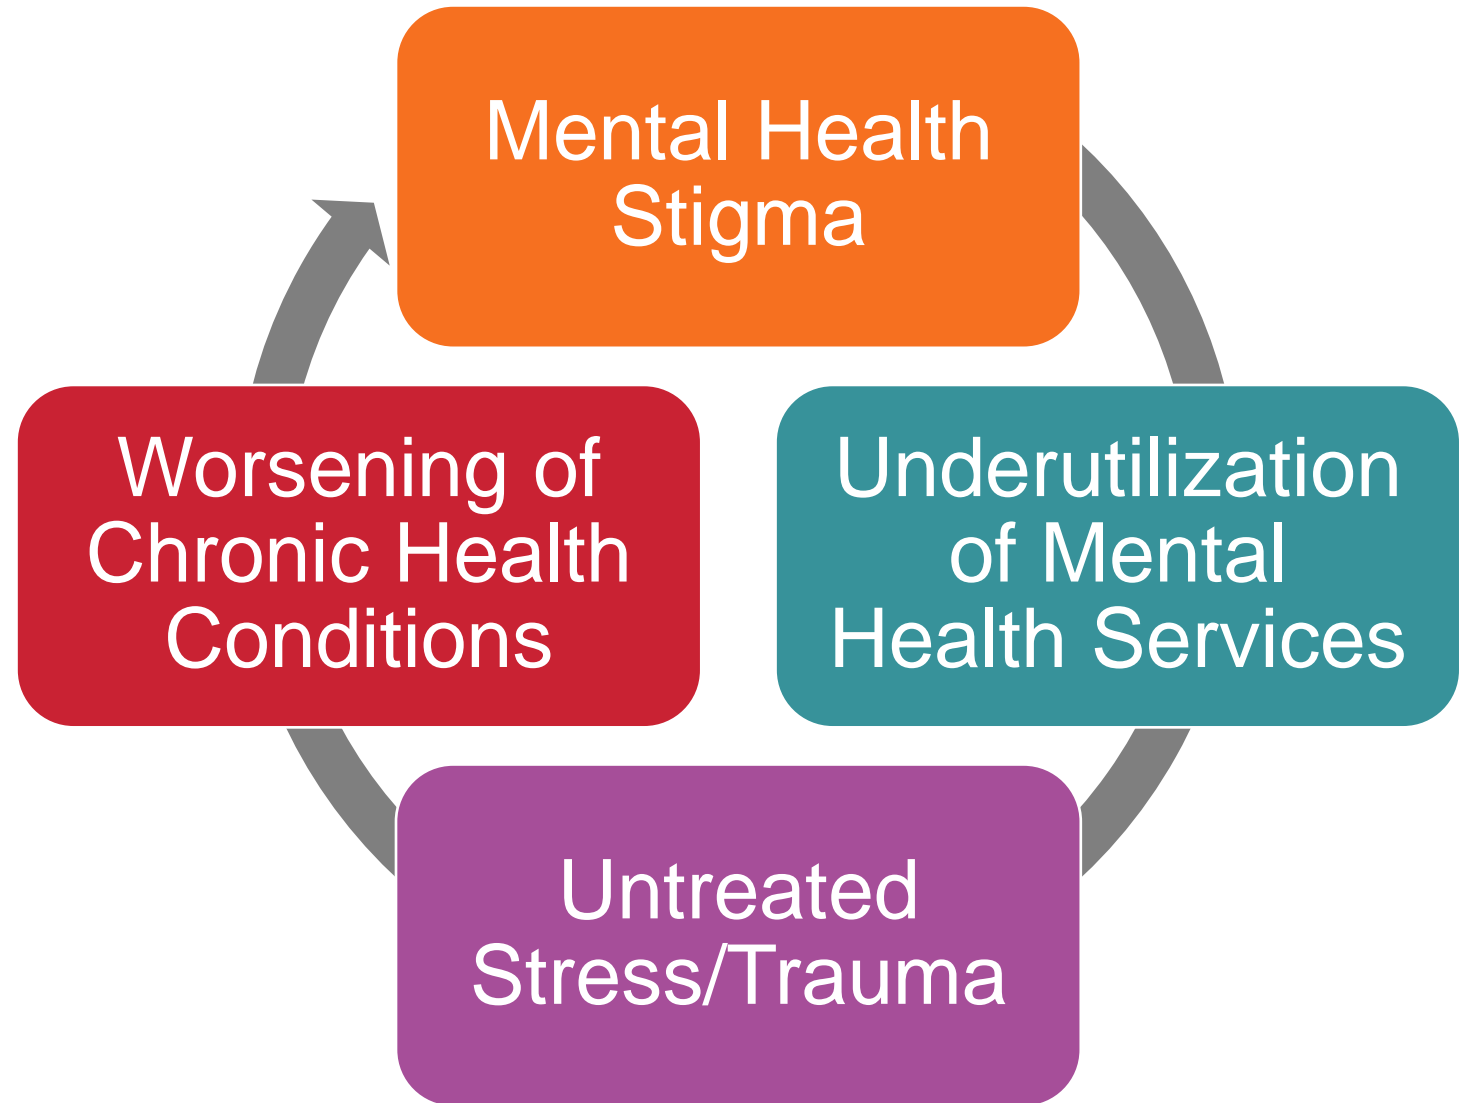 Mental Health
Stigma
Underutilization
of Mental
Health Services
Untreated
Stress/Trauma
Worsening of
Chronic Health
Conditions